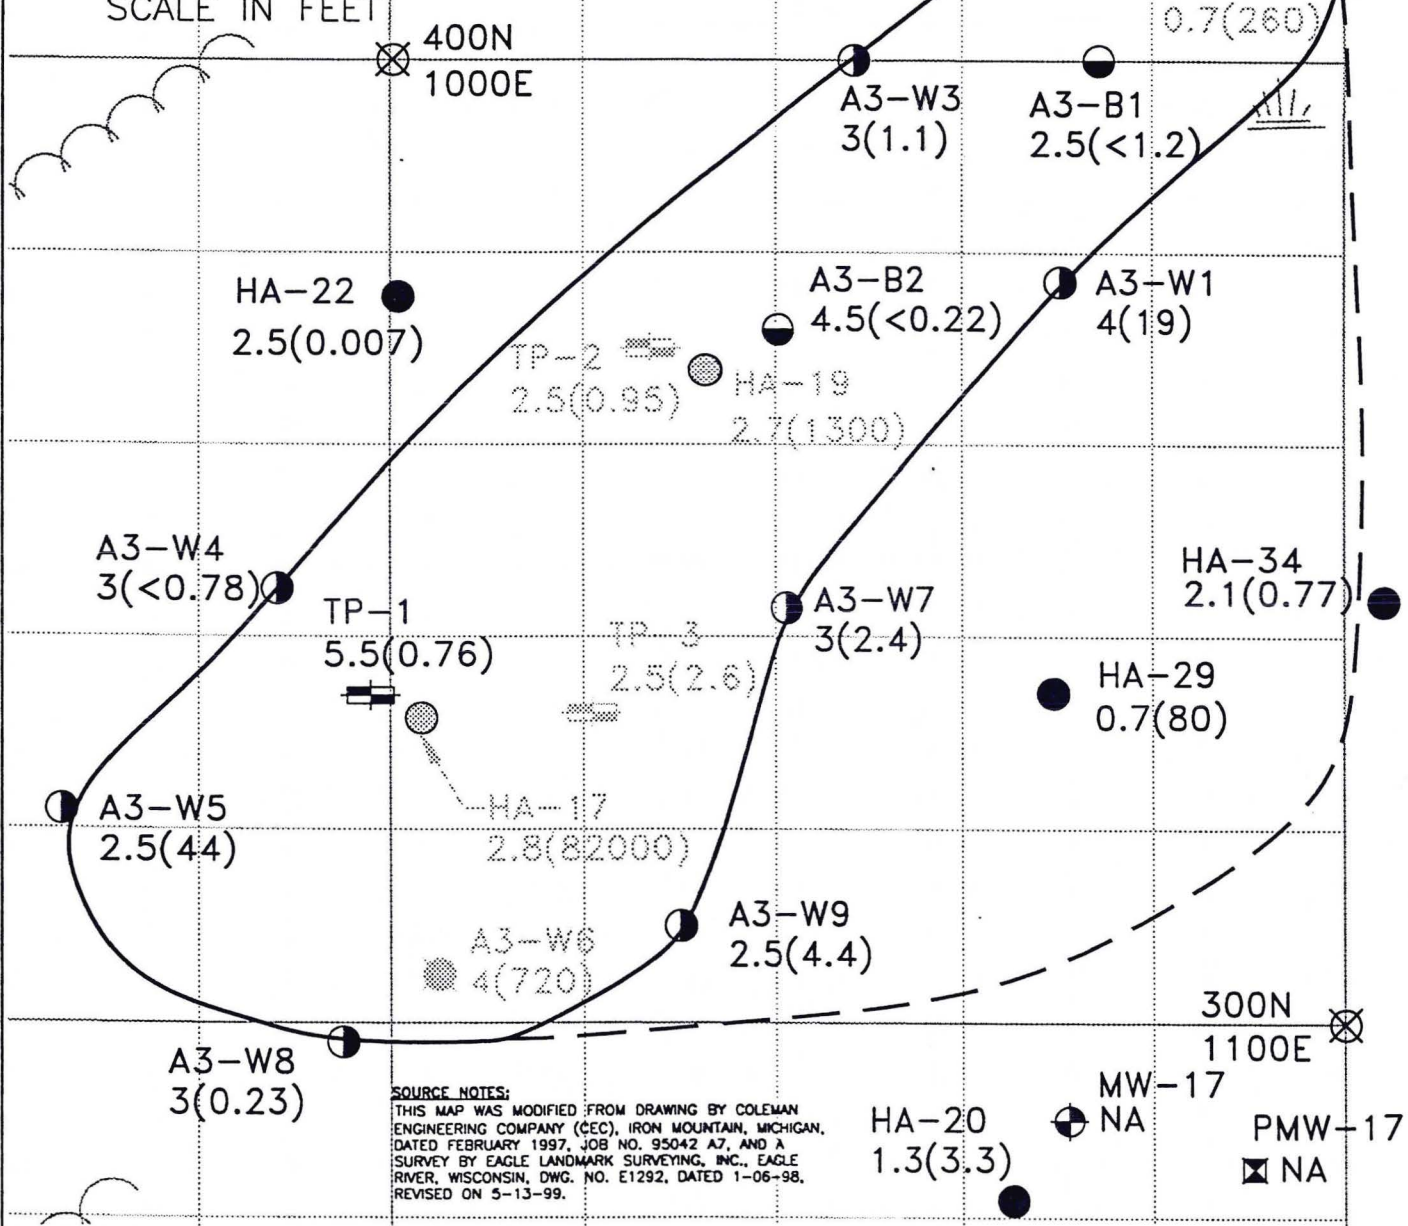 SCALE IN FEET
0.7(260)
400N
1000E
A3-W3
3(1.1)
A3-B1
2.5(<1.2)
HA-22
2.5(0.007)
A3-B2
4.5(<0.22)
A3-W1
4(19)
TP-2
2.5(0.95)
HA-19
2.7(1300)
A3-W4
3(<0.78)
TP-1
5.5(0.76)
TP-3
2.5(2.6)
A3-W7
3(2.4)
HA-34
2.1(0.77)
HA-29
0.7(80)
A3-W5
2.5(44)
HA-17
2.8(82000)
A3-W6
4(720)
A3-W9
2.5(4.4)
300N
1100E
A3-W8
3(0.23)
SOURCE NOTES:
THIS MAP WAS MODIFIED FROM DRAWING BY COLEMAN
ENGINEERING COMPANY (CEC), IRON MOUNTAIN, MICHIGAN,
DATED FEBRUARY 1997, JOB NO. 95042 A7, AND A
SURVEY BY EAGLE LANDMARK SURVEYING, INC., EAGLE
RIVER, WISCONSIN, DWG. NO. E1292, DATED 1-06-98,
REVISED ON 5-13-99.
HA-20
1.3(3.3)
MW-17
NA
PMW-17
NA